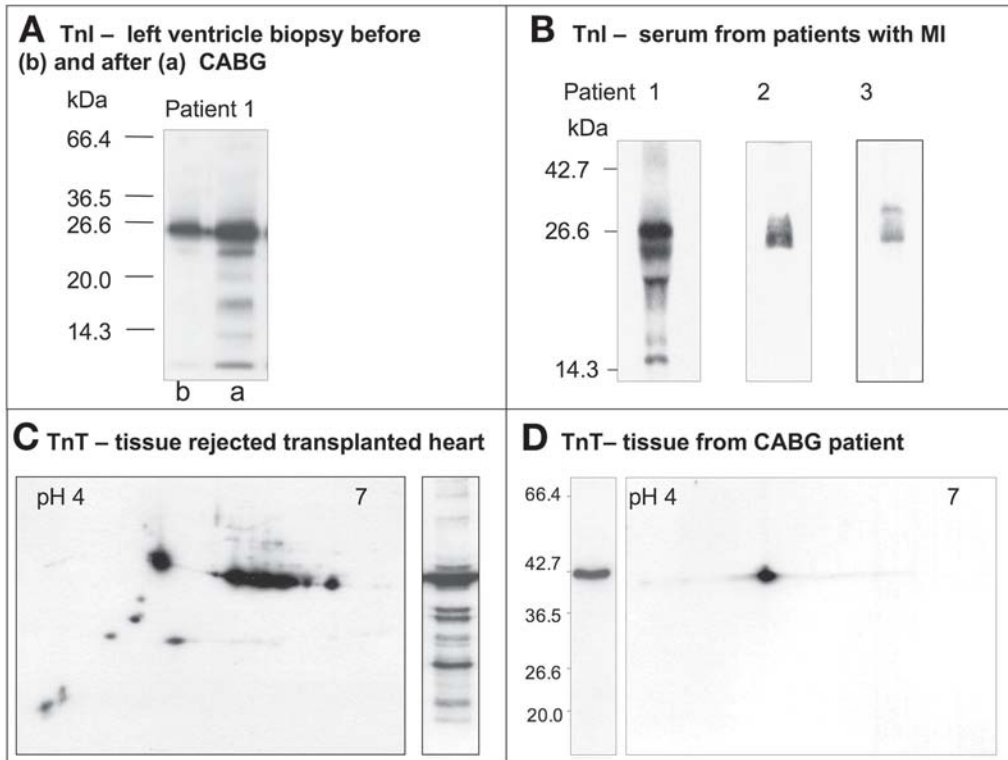 A TnI – left ventricle biopsy before
(b) and after (a) CABG
kDa
Patient 1
66.4
36.5
26.6
20.0
14.3
b a
B TnI – serum from patients with MI
Patient 1 2 3
kDa
42.7
26.6
14.3
C TnT – tissue rejected transplanted heart
pH 4 7
D TnT– tissue from CABG patient
66.4
42.7
36.5
26.6
20.0
pH 4 7